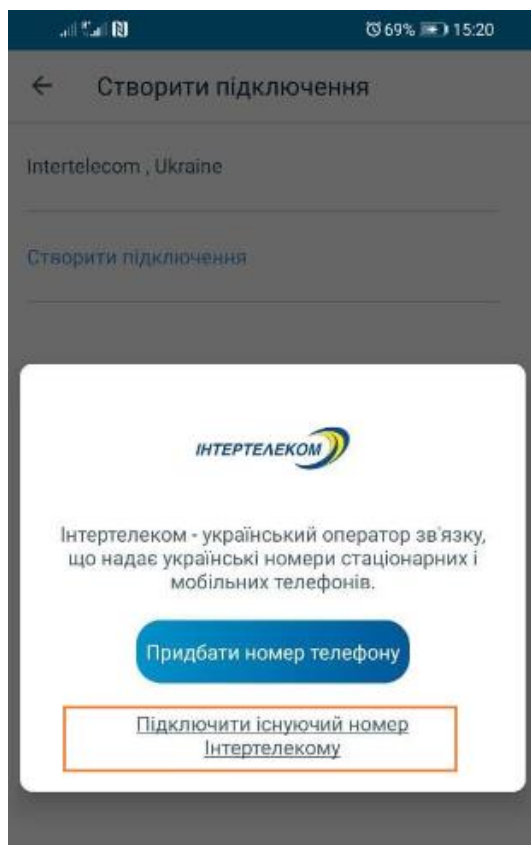 69% 15:20
Створити підключення
Intertelecom , Ukraine
Створити підключення
ІНТЕРТЕЛЕКОМ
Інтертелеком - український оператор зв'язку,
що надає українські номери стаціонарних і
мобільних телефонів.
Придбати номер телефону
Підключити існуючий номер
Інтертелекому